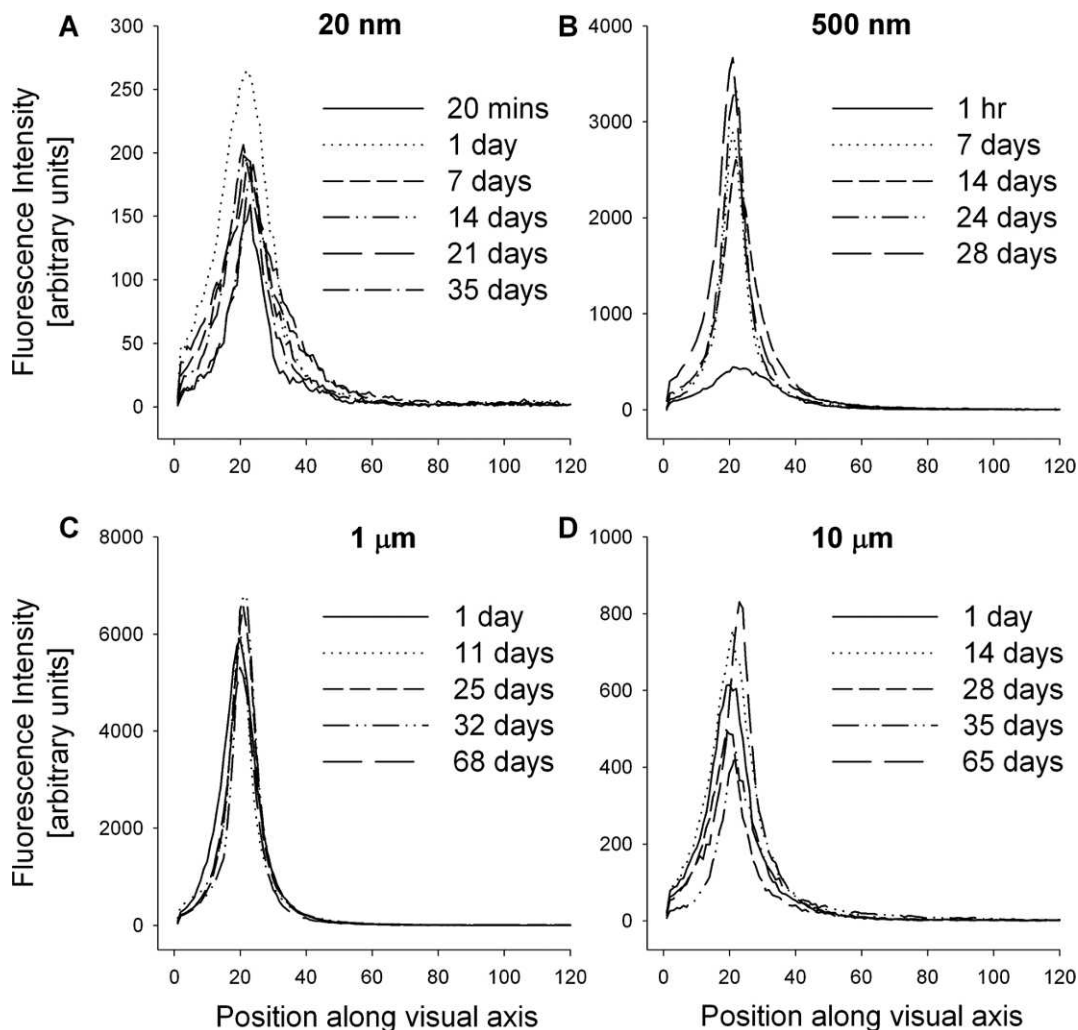 A
20 nm
Fluorescence Intensity
[arbitrary units]
300
250
200
150
100
50
0
20 mins
1 day
7 days
14 days
21 days
35 days
0 20 40 60 80 100 120
B
500 nm
4000
3000
2000
1000
0
1 hr
7 days
14 days
24 days
28 days
0 20 40 60 80 100 120
C
1 μm
Fluorescence Intensity
[arbitrary units]
8000
6000
4000
2000
0
1 day
11 days
25 days
32 days
68 days
0 20 40 60 80 100 120
Position along visual axis
D
10 μm
1000
800
600
400
200
0
1 day
14 days
28 days
35 days
65 days
0 20 40 60 80 100 120
Position along visual axis